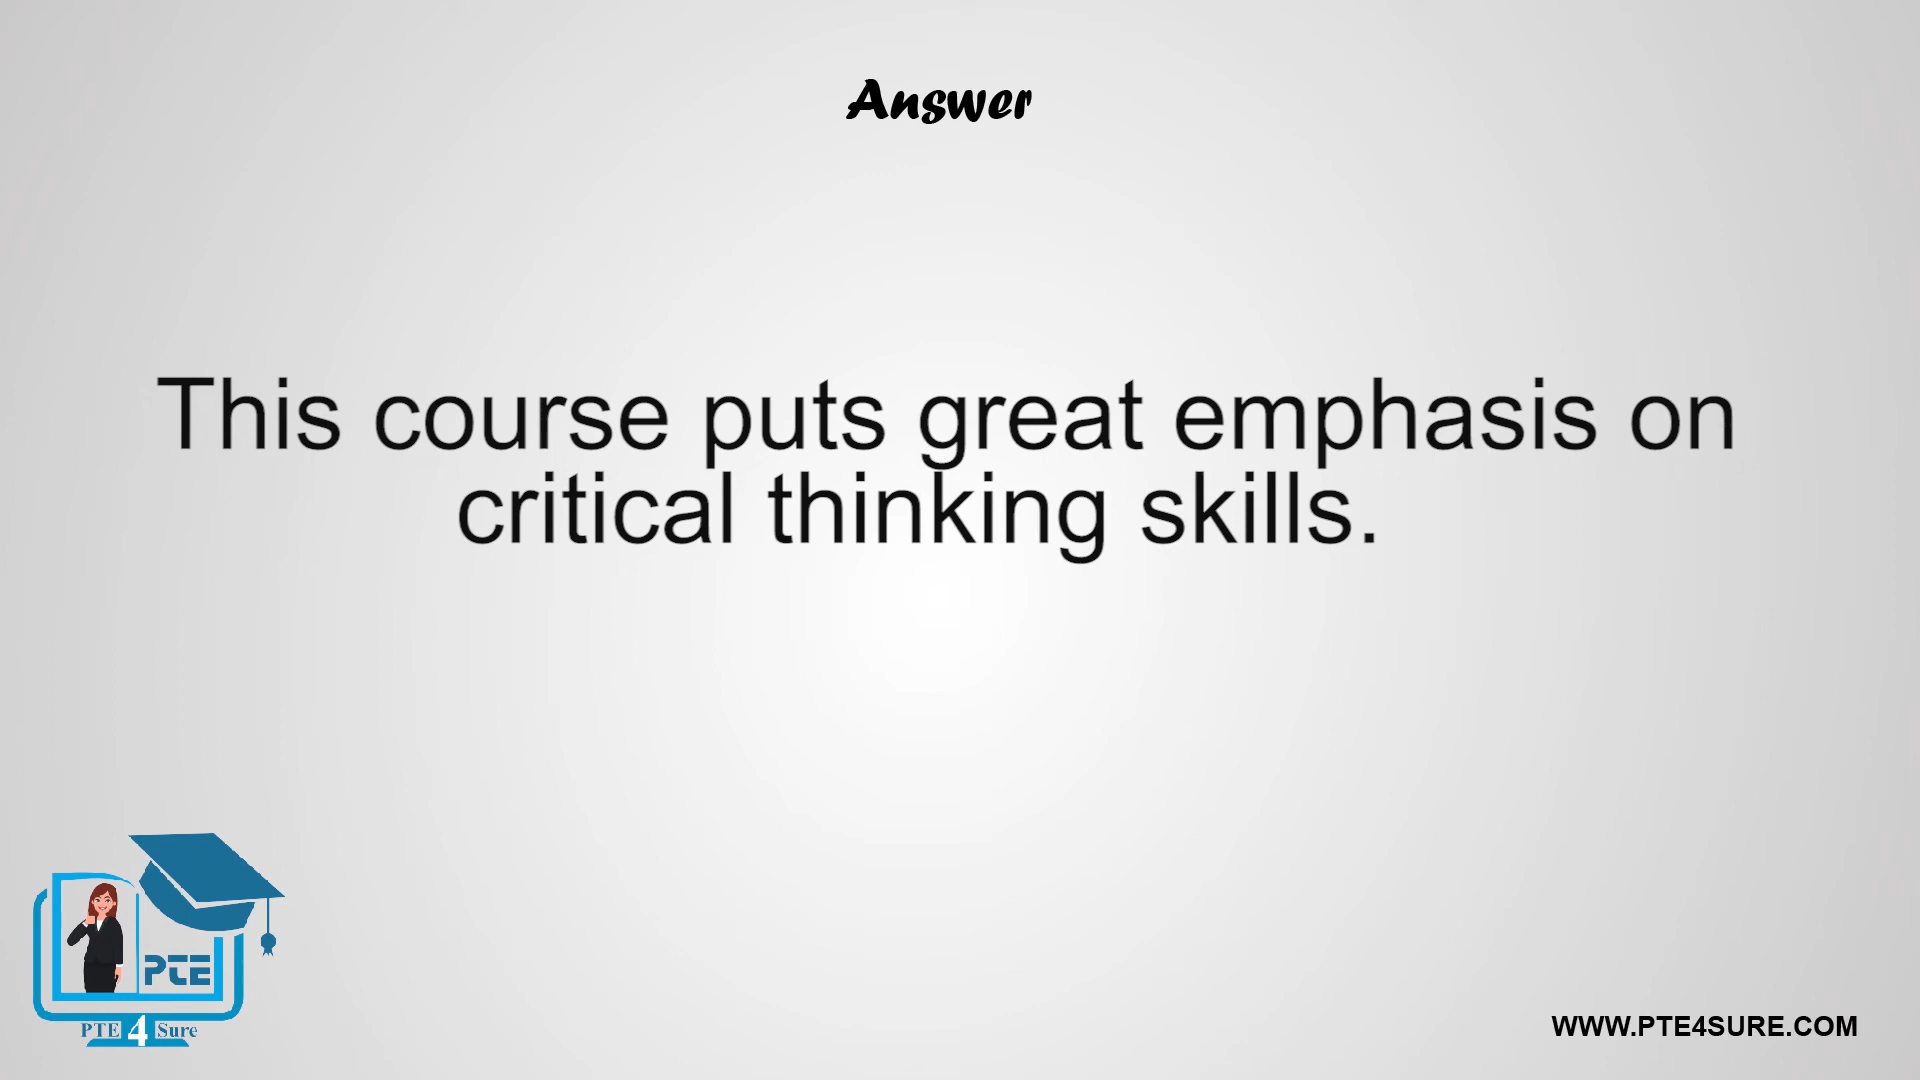 Answer
This course puts great emphasis on
critical thinking skills.
PTE
PTE 4 Sure
WWW.PTE4SURE.COM